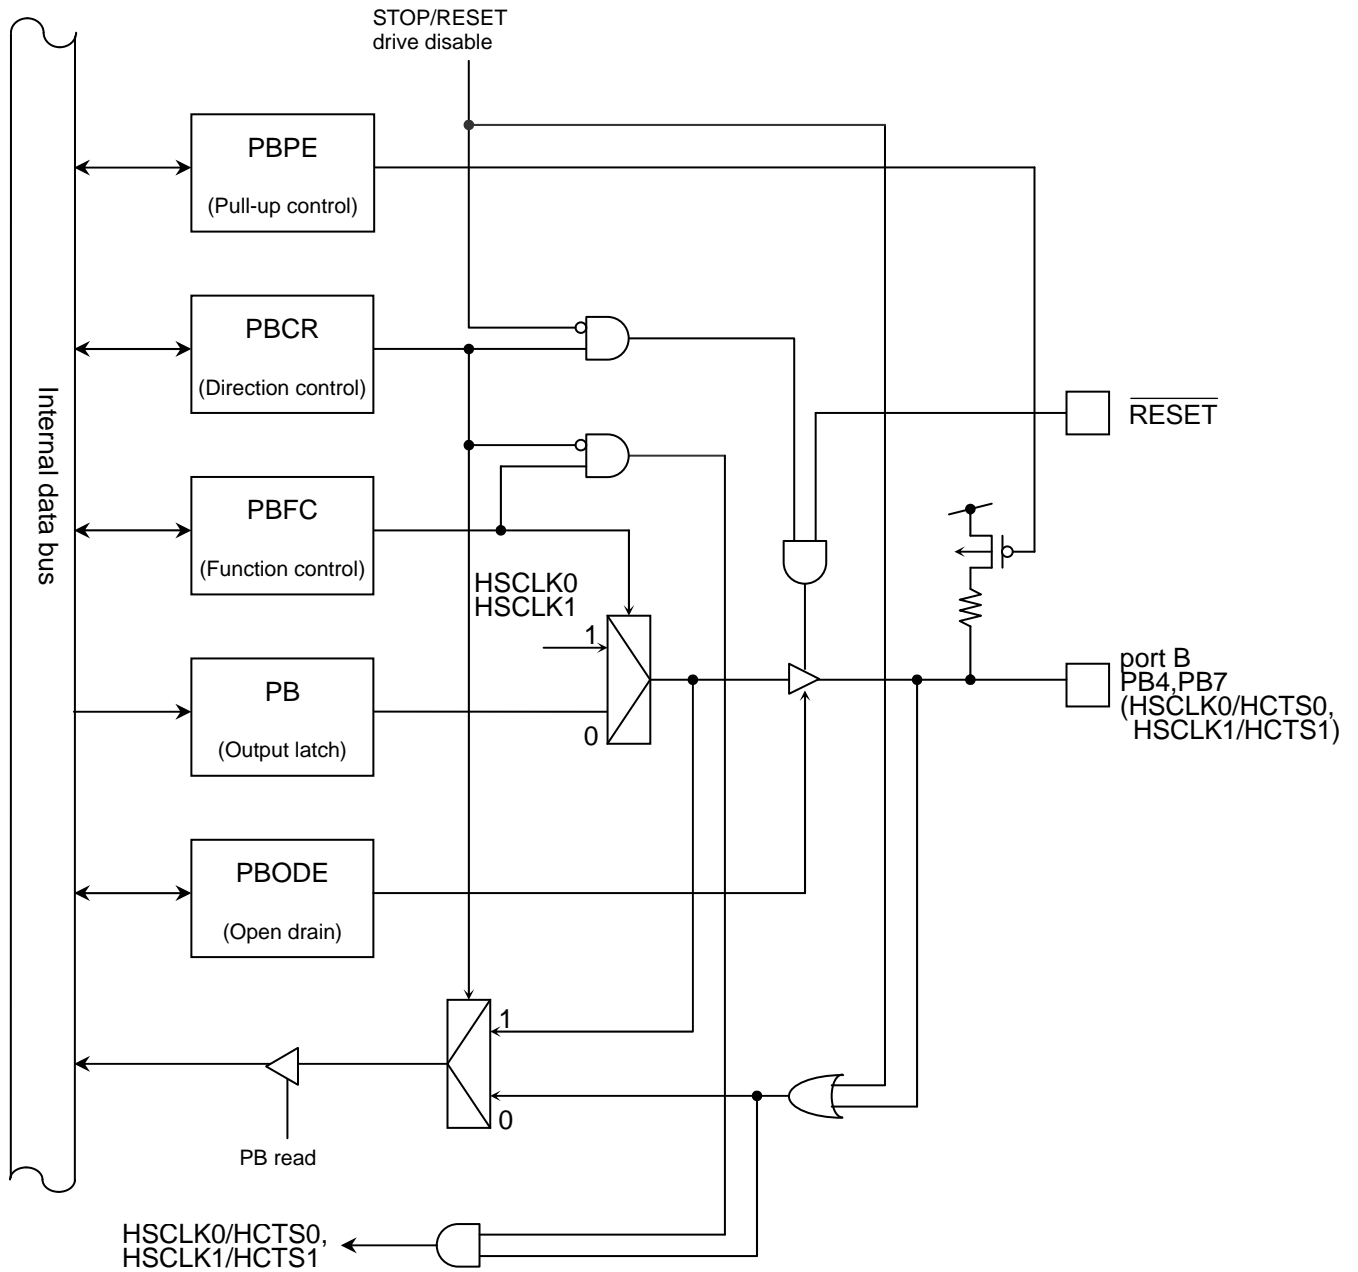 STOP/RESET
drive disable
PBPE
(Pull-up control)
PBCR
(Direction control)
RESET
Internal data bus
PBFC
(Function control)
HSCLK0
HSCLK1
1
port B
PB4,PB7
(HSCLK0/HCTS0,
HSCLK1/HCTS1)
PB
(Output latch)
0
PBODE
(Open drain)
1
0
PB read
HSCLK0/HCTS0,
HSCLK1/HCTS1